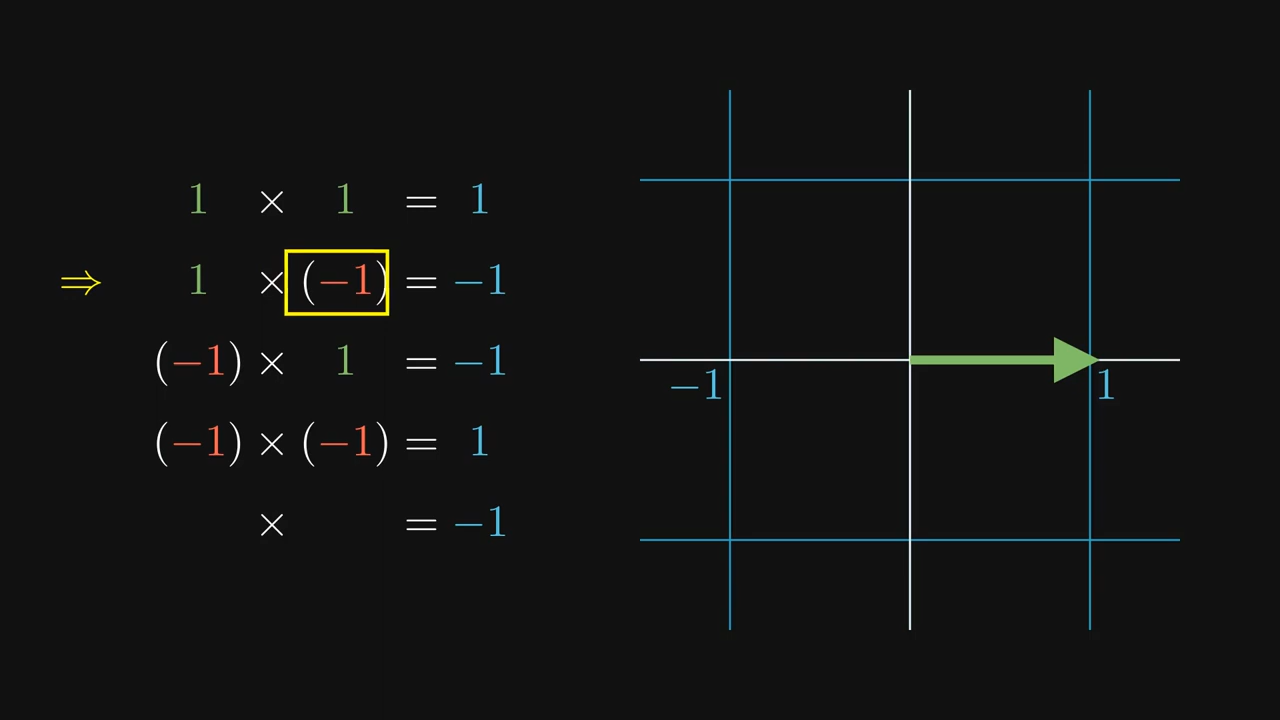 1 × 1 = 1
⇒ 1 × (−1) = −1
(−1) × 1 = −1
(−1) × (−1) = 1
× = −1
−1 1